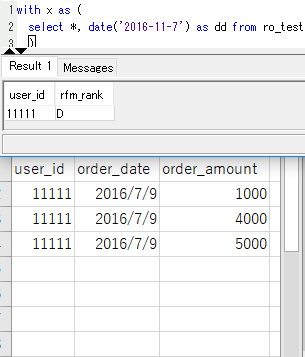 1 with x as (
2 select *, date('2016-11-7') as dd from ro_test
3 )
Result 1 Messages
user_id rfm_rank
11111 D
user_id order_date order_amount
11111 2016/7/9 1000
11111 2016/7/9 4000
11111 2016/7/9 5000